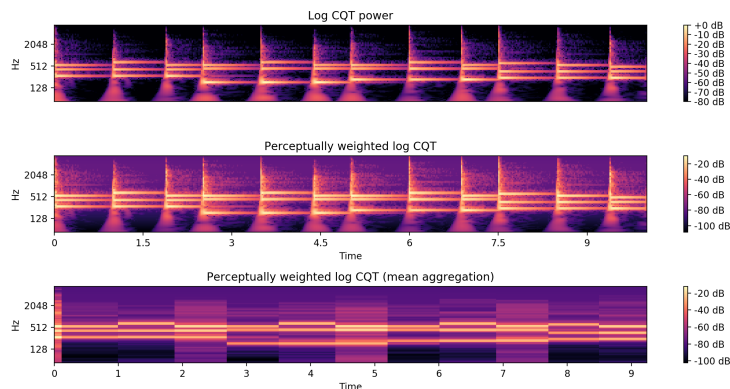 Log CQT power
Hz
2048
512
128
+0 dB
-10 dB
-20 dB
-30 dB
-40 dB
-50 dB
-60 dB
-70 dB
-80 dB
Perceptually weighted log CQT
Hz
2048
512
128
0 1.5 3 4.5 6 7.5 9
Time
-20 dB
-40 dB
-60 dB
-80 dB
-100 dB
Perceptually weighted log CQT (mean aggregation)
Hz
2048
512
128
0 1 2 3 4 5 6 7 8 9
Time
-20 dB
-40 dB
-60 dB
-80 dB
-100 dB